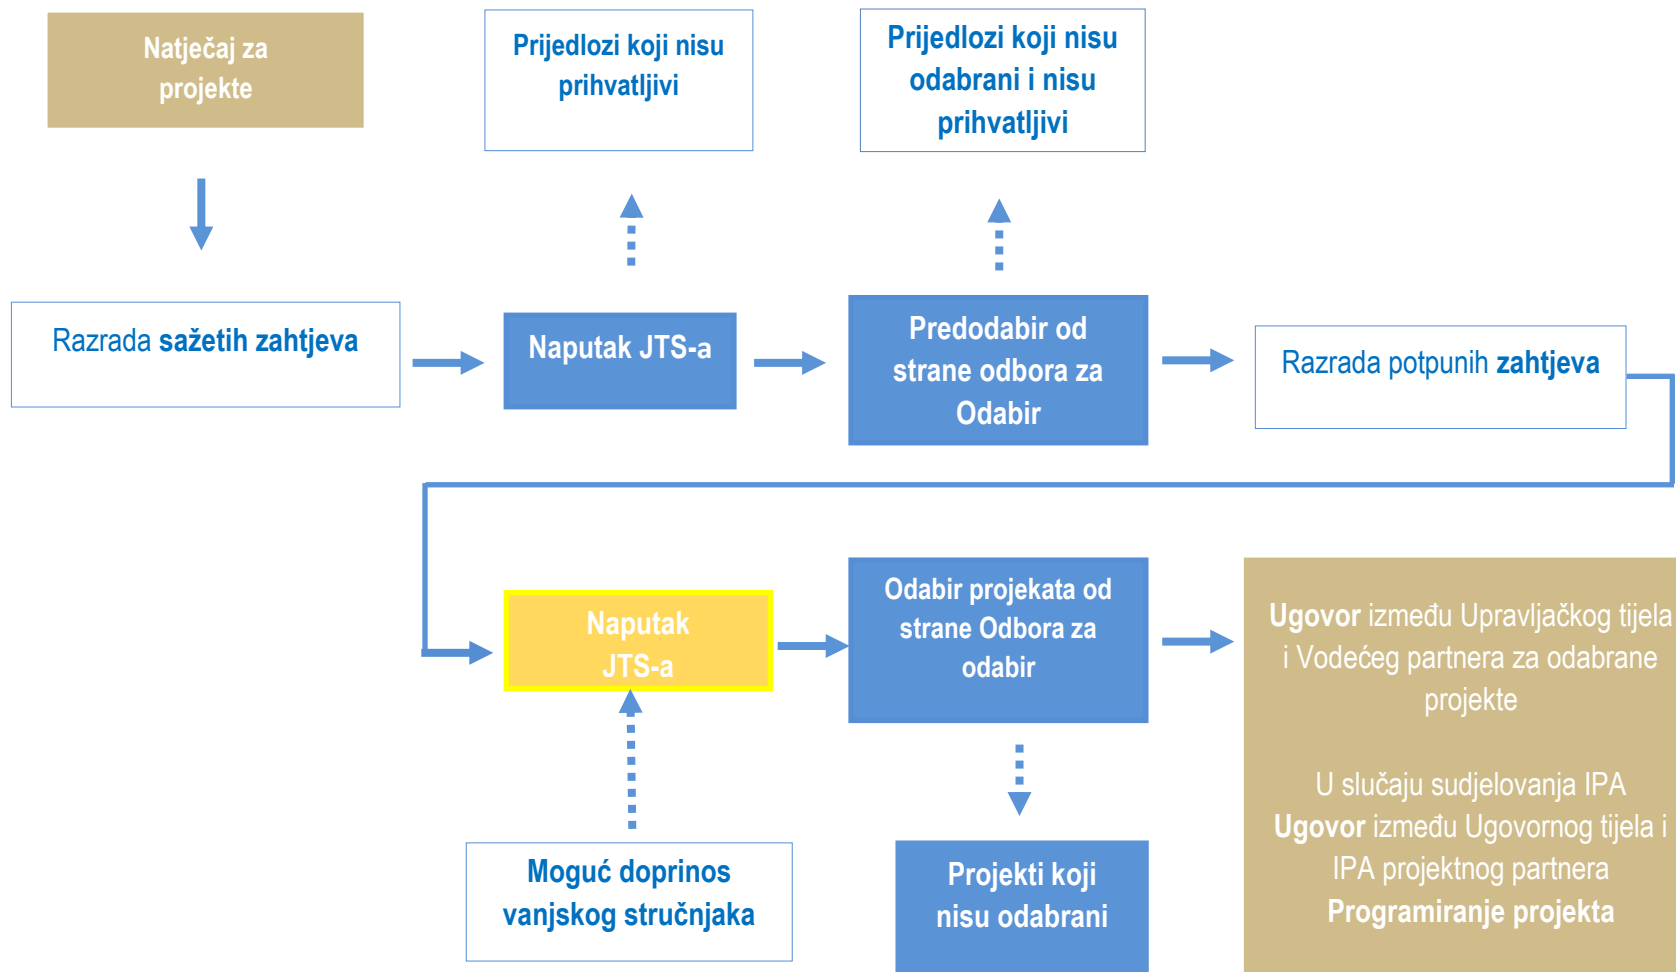 Natječaj za
projekte
Prijedlozi koji nisu
prihvatljivi
Prijedlozi koji nisu
odabrani i nisu
prihvatljivi
Razrada sažetih zahtjeva
Naputak JTS-a
Predodabir od
strane odbora za
Odabir
Razrada potpunih zahtjeva
Naputak
JTS-a
Odabir projekata od
strane Odbora za
odabir
Ugovor između Upravljačkog tijela
i Vodećeg partnera za odabrane
projekte
U slučaju sudjelovanja IPA
Ugovor između Ugovornog tijela i
IPA projektnog partnera
Programiranje projekta
Moguć doprinos
vanjskog stručnjaka
Projekti koji
nisu odabrani